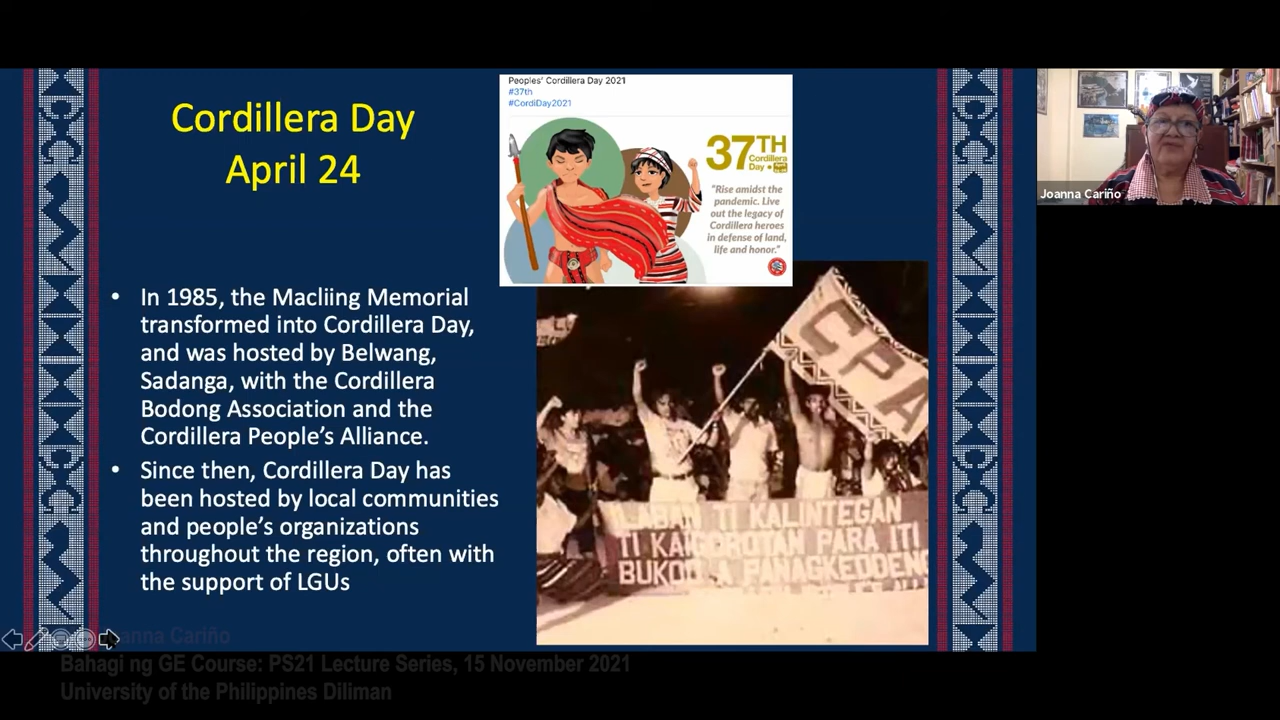 Cordillera Day
April 24
Peoples' Cordillera Day 2021
#37th
#CordiDay2021
37TH
Cordillera
Day
"Rise amidst the
pandemic. Live
out the legacy of
Cordillera heroes
in defense of land,
life and honor."
• In 1985, the Macliing Memorial
transformed into Cordillera Day,
and was hosted by Belwang,
Sadanga, with the Cordillera
Bodong Association and the
Cordillera People's Alliance.
• Since then, Cordillera Day has
been hosted by local communities
and people's organizations
throughout the region, often with
the support of LGUs
CPA
KALINTEGAN
TI PARA ITI
Joanna Cariño
Joanna Cariño
Bahagi ng GE Course: PS21 Lecture Series, 15 November 2021
University of the Philippines Diliman